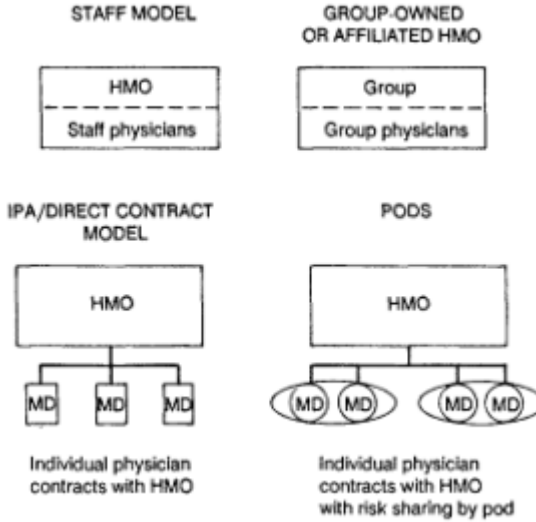 STAFF MODEL
HMO
Staff physicians
GROUP-OWNED
OR AFFILIATED HMO
Group
Group physicians
IPA/DIRECT CONTRACT
MODEL
HMO
MD MD MD
Individual physician
contracts with HMO
PODS
HMO
MD MD MD MD
Individual physician
contracts with HMO
with risk sharing by pod